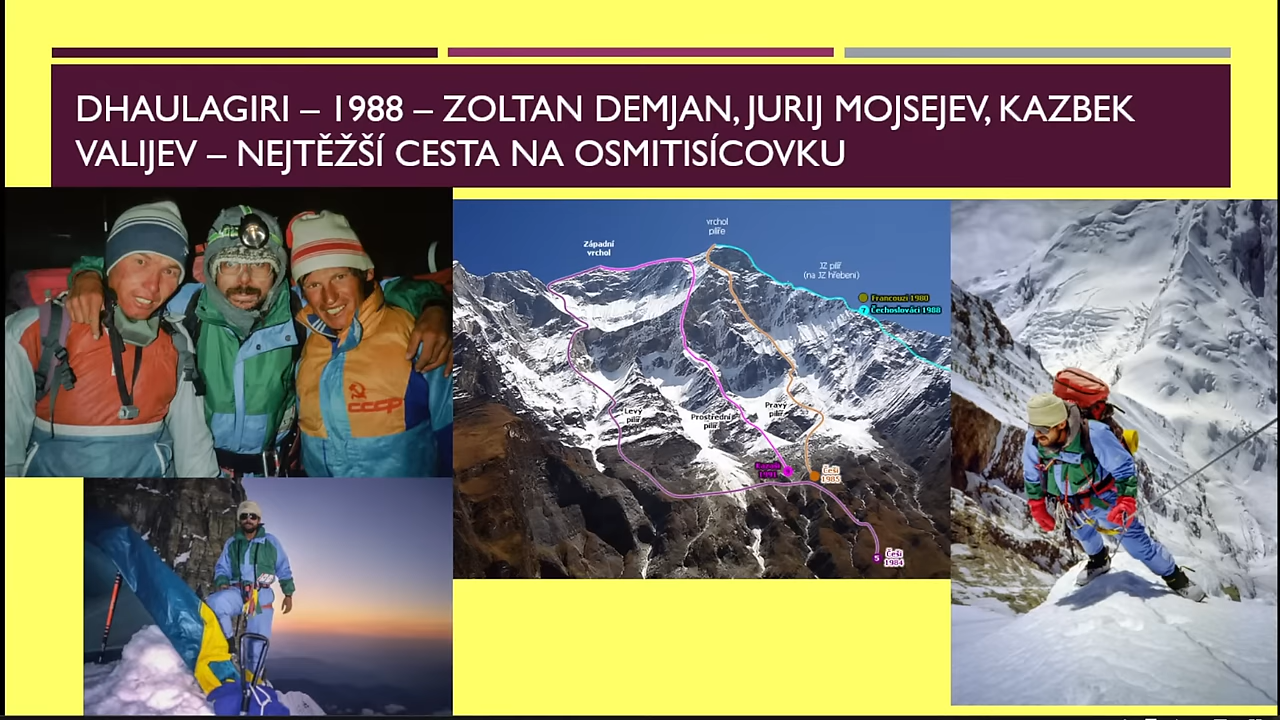 DHAULAGIRI – 1988 – ZOLTAN DEMJAN, JURIJ MOJSEJEV, KAZBEK
VALIJEV – NEJTĚŽŠÍ CESTA NA OSMITISÍCOVKU
CCCP
vrchol
pilíře
Západní
vrchol
JZ pilíř
(na JZ hřebeni)
Francouzi 1980
Čechoslováci 1988
Levý
pilíř
Prostřední
pilíř
Pravý
pilíř
Češi
1985
5
Češi
1984